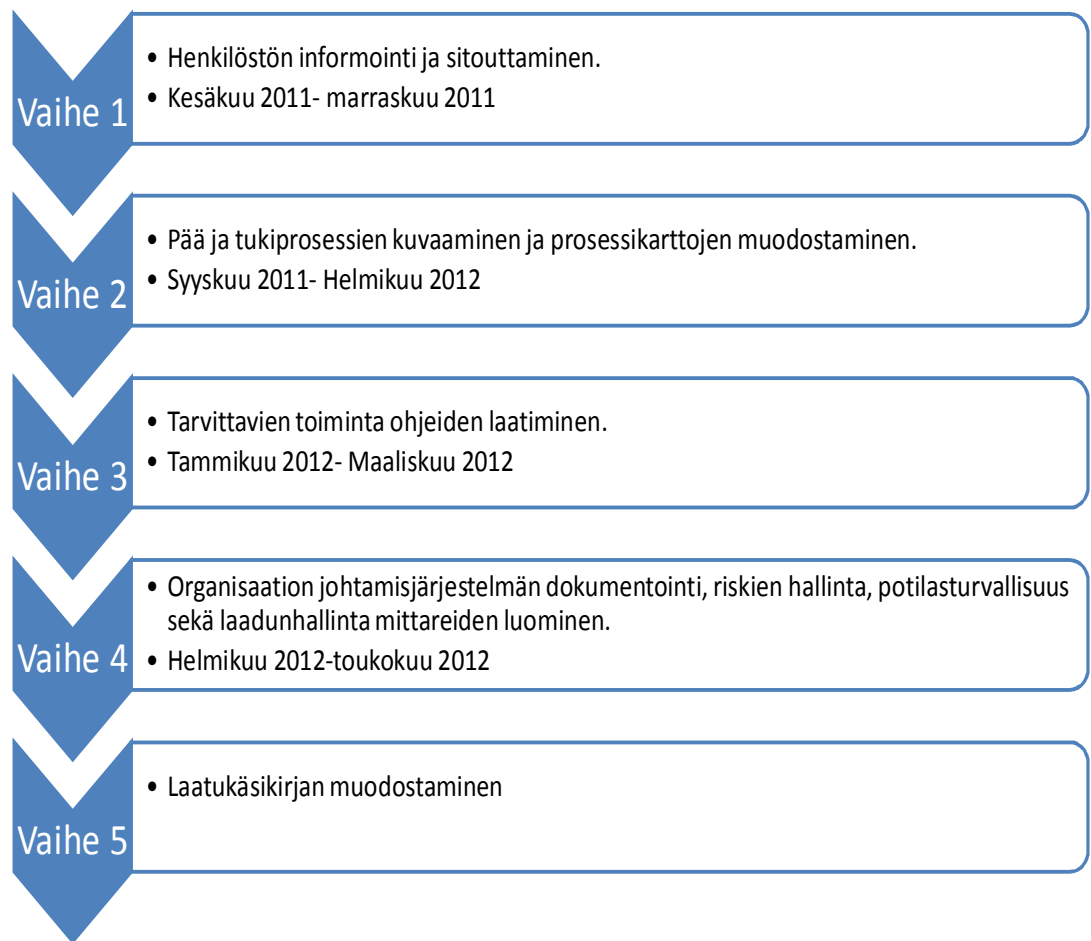 Vaihe 1
• Henkilöstön informointi ja sitouttaminen.
• Kesäkuu 2011- marraskuu 2011
Vaihe 2
• Pää ja tukiprosessien kuvaaminen ja prosessikarttojen muodostaminen.
• Syyskuu 2011- Helmikuu 2012
Vaihe 3
• Tarvittavien toiminta ohjeiden laatiminen.
• Tammikuu 2012- Maaliskuu 2012
Vaihe 4
• Organisaation johtamisjärjestelmän dokumentointi, riskien hallinta, potilasturvallisuus
sekä laadunhallinta mittareiden luominen.
• Helmikuu 2012-toukokuu 2012
Vaihe 5
• Laatukäsikirjan muodostaminen